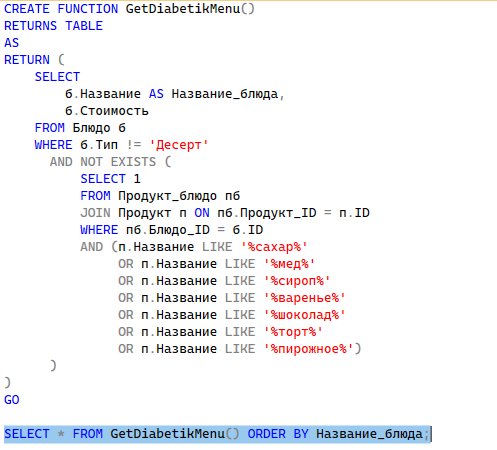 CREATE FUNCTION GetDiabetikMenu()
RETURNS TABLE
AS
RETURN (
    SELECT
        б.Название AS Название_блюда,
        б.Стоимость
    FROM Блюдо б
    WHERE б.Тип != 'Десерт'
      AND NOT EXISTS (
          SELECT 1
          FROM Продукт_блюдо пб
          JOIN Продукт п ON пб.Продукт_ID = п.ID
          WHERE пб.Блюдо_ID = б.ID
          AND (п.Название LIKE '%сахар%'
               OR п.Название LIKE '%мед%'
               OR п.Название LIKE '%сироп%'
               OR п.Название LIKE '%варенье%'
               OR п.Название LIKE '%шоколад%'
               OR п.Название LIKE '%торт%'
               OR п.Название LIKE '%пирожное%')
      )
)
GO
SELECT * FROM GetDiabetikMenu() ORDER BY Название_блюда;